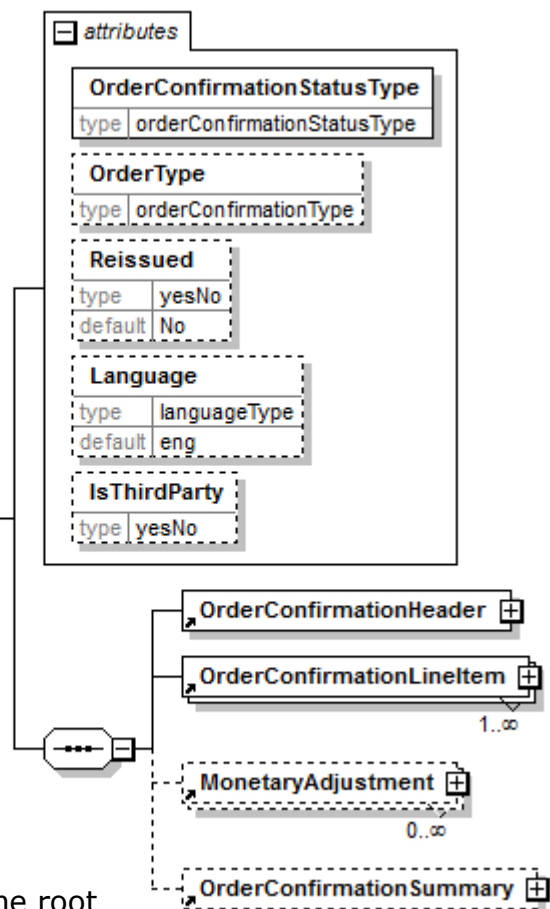 attributes
OrderConfirmationStatusType
type orderConfirmationStatusType
OrderType
type orderConfirmationType
Reissued
type yesNo
default No
Language
type languageType
default eng
IsThirdParty
type yesNo
OrderConfirmationHeader
OrderConfirmationLineItem
1..∞
MonetaryAdjustment
0..∞
OrderConfirmationSummary
root